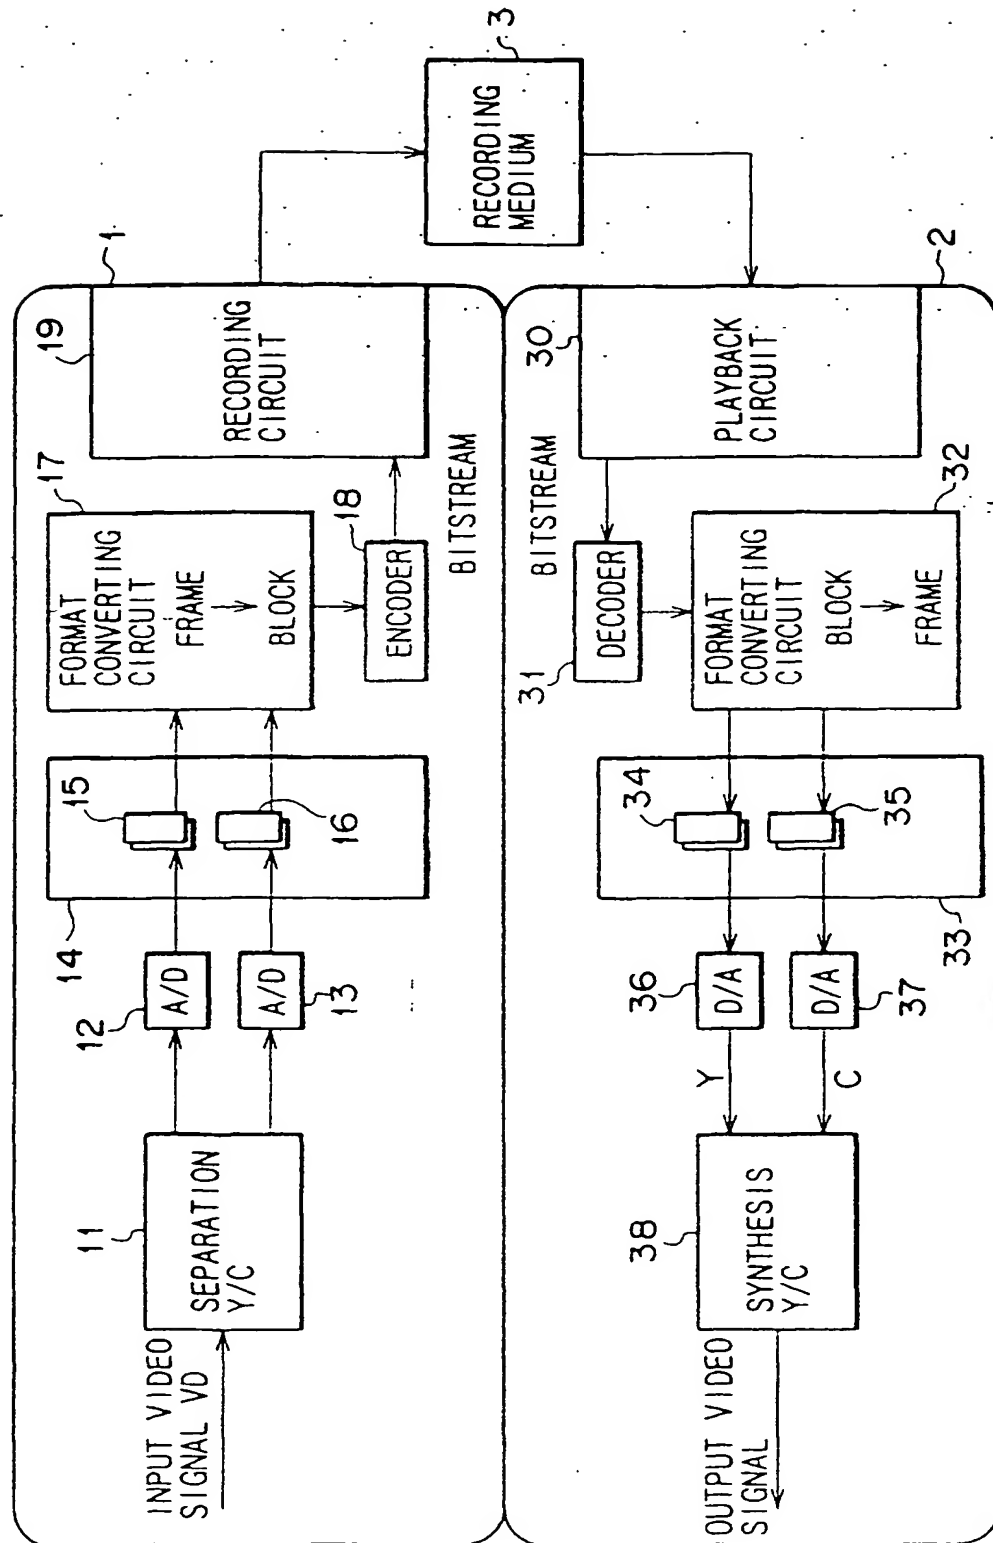 INPUT VIDEO
SIGNAL VD
11
SEPARATION
Y/C
12
A/D
A/D
13
14
15
16
17
FORMAT
CONVERTING
CIRCUIT
FRAME
BLOCK
18
ENCODER
BITSTREAM
19
RECORDING
CIRCUIT
1
RECORDING
MEDIUM
3
OUTPUT VIDEO
SIGNAL
38
SYNTHESIS
Y/C
Y
C
36
D/A
D/A
37
33
34
35
31
DECODER
BITSTREAM
FORMAT
CONVERTING
CIRCUIT
BLOCK
FRAME
32
30
PLAYBACK
CIRCUIT
2